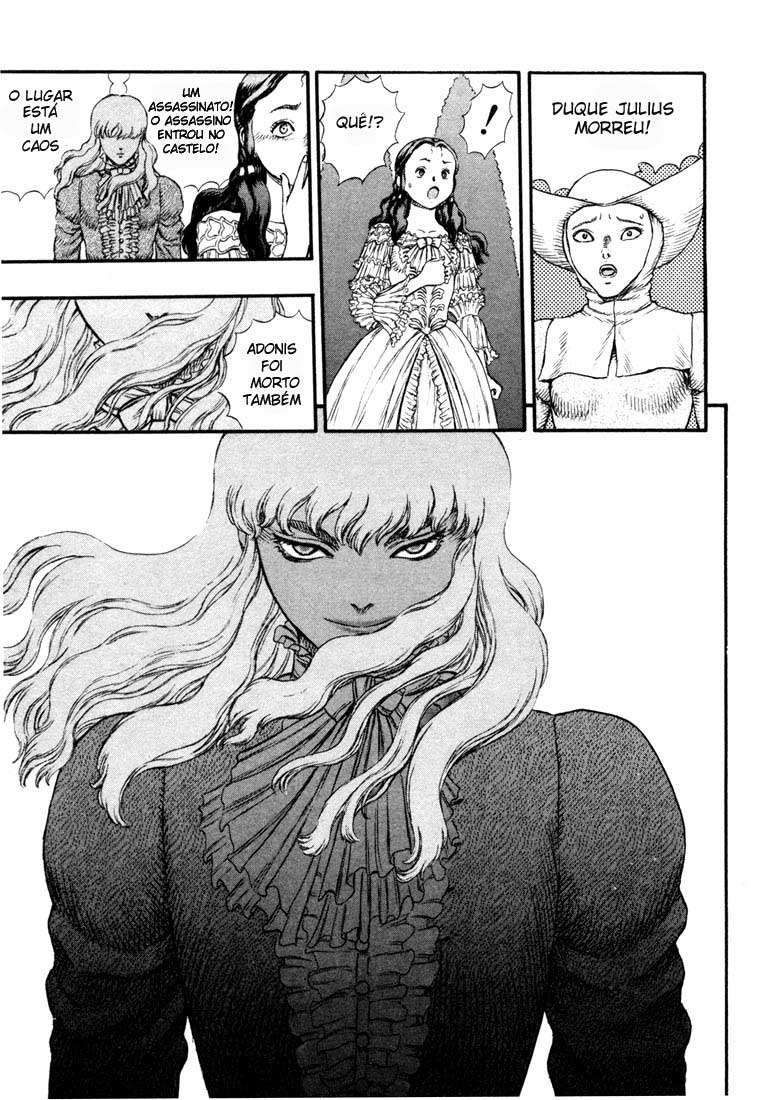 DUQUE JULIUS
MORREU!
!
QUÊ!?
UM
ASSASSINATO!
O ASSASSINO
ENTROU NO
CASTELO!
O LUGAR
ESTÁ
UM
CAOS
ADONIS FOI
MORTO
TAMBÉM